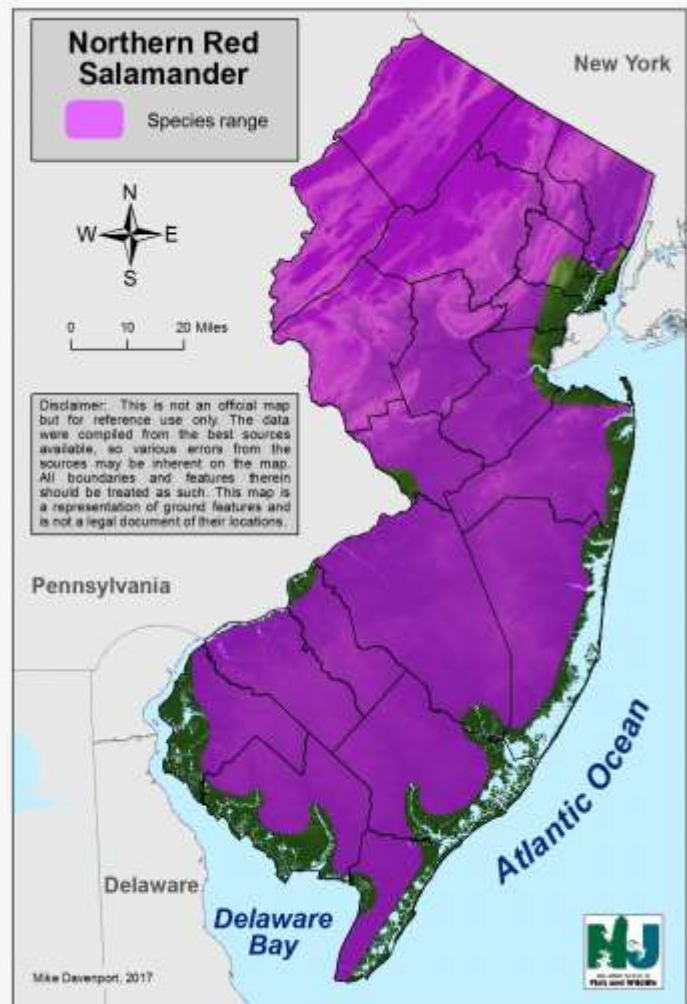 Northern Red
Salamander
Species range
New York
N
W
E
S
0 10 20 Miles
Disclaimer: This is not an official map
but for reference use only. The data
were compiled from the best sources
available, so various errors from the
sources may be inherent on the map.
All boundaries and features therein
should be treated as such. This map is
a representation of ground features and
is not a legal document of their locations.
Pennsylvania
Atlantic Ocean
Delaware
Delaware
Bay
Mike Davenport, 2017
NJ
Fish and Wildlife